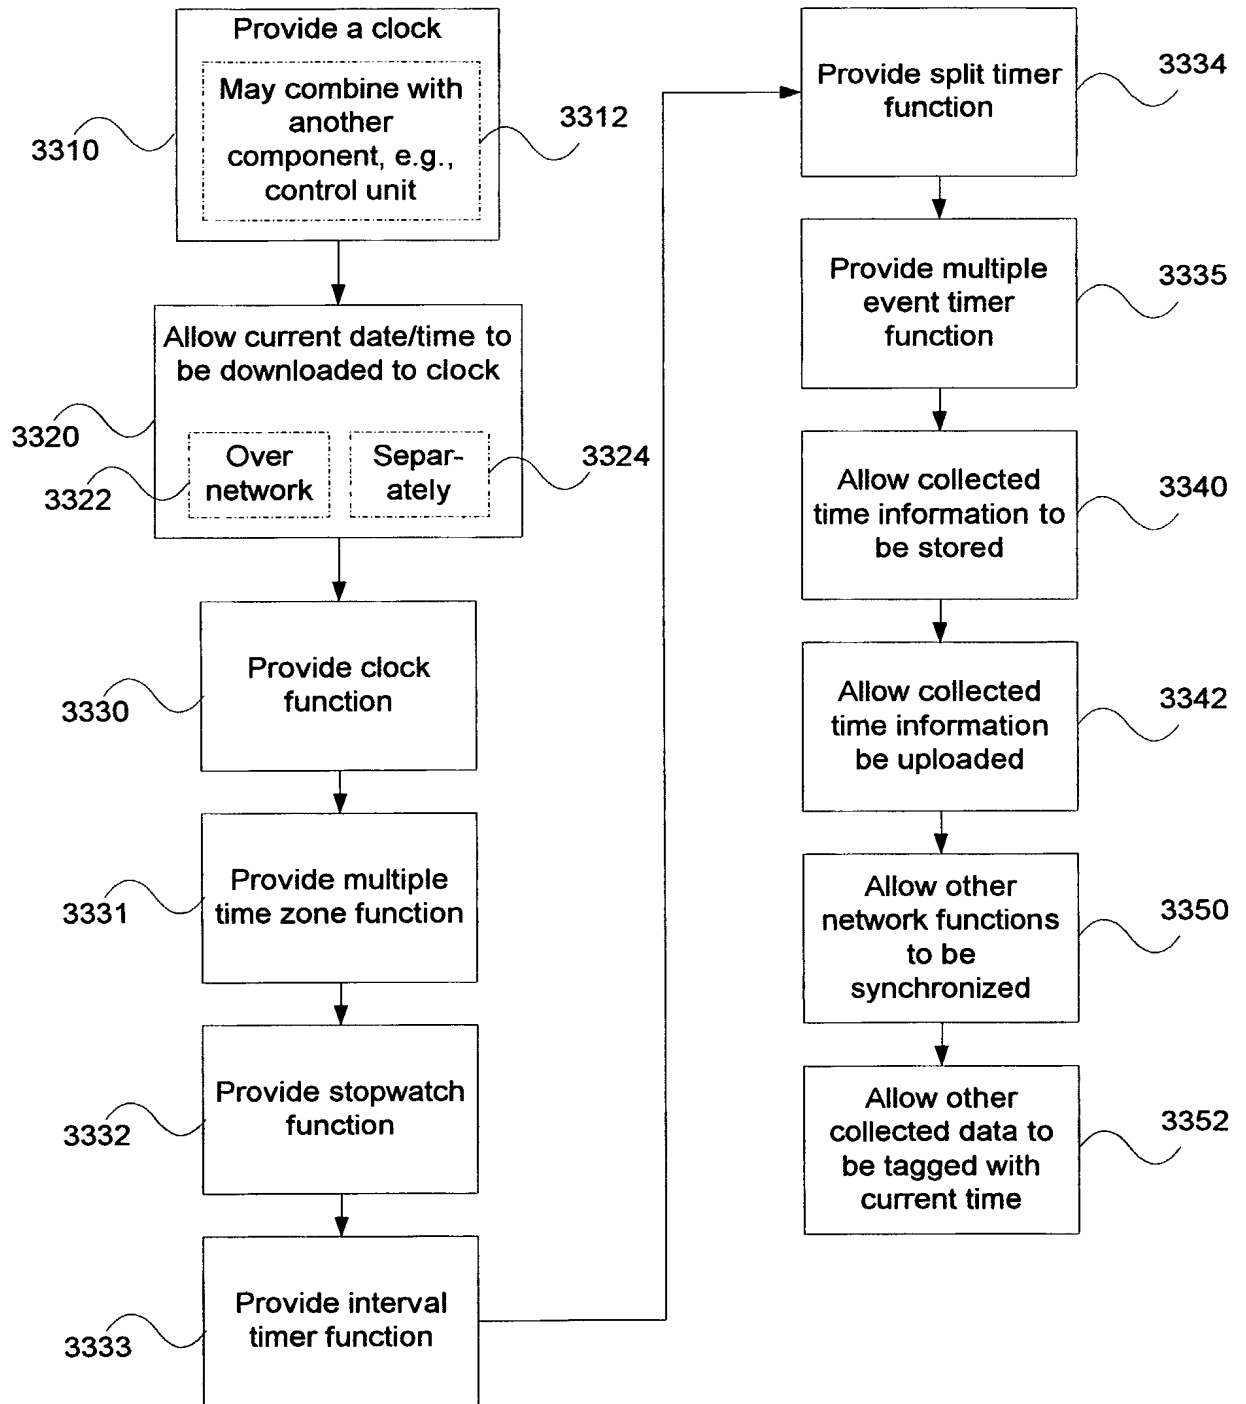 Provide a clock
May combine with
another
component, e.g.,
control unit
3310
3312
Allow current date/time to
be downloaded to clock
3320
Over
network
3322
Separ-
ately
3324
Provide clock
function
3330
Provide multiple
time zone function
3331
Provide stopwatch
function
3332
Provide interval
timer function
3333
Provide split timer
function
3334
Provide multiple
event timer
function
3335
Allow collected
time information to
be stored
3340
Allow collected
time information
be uploaded
3342
Allow other
network functions
to be
synchronized
3350
Allow other
collected data to
be tagged with
current time
3352